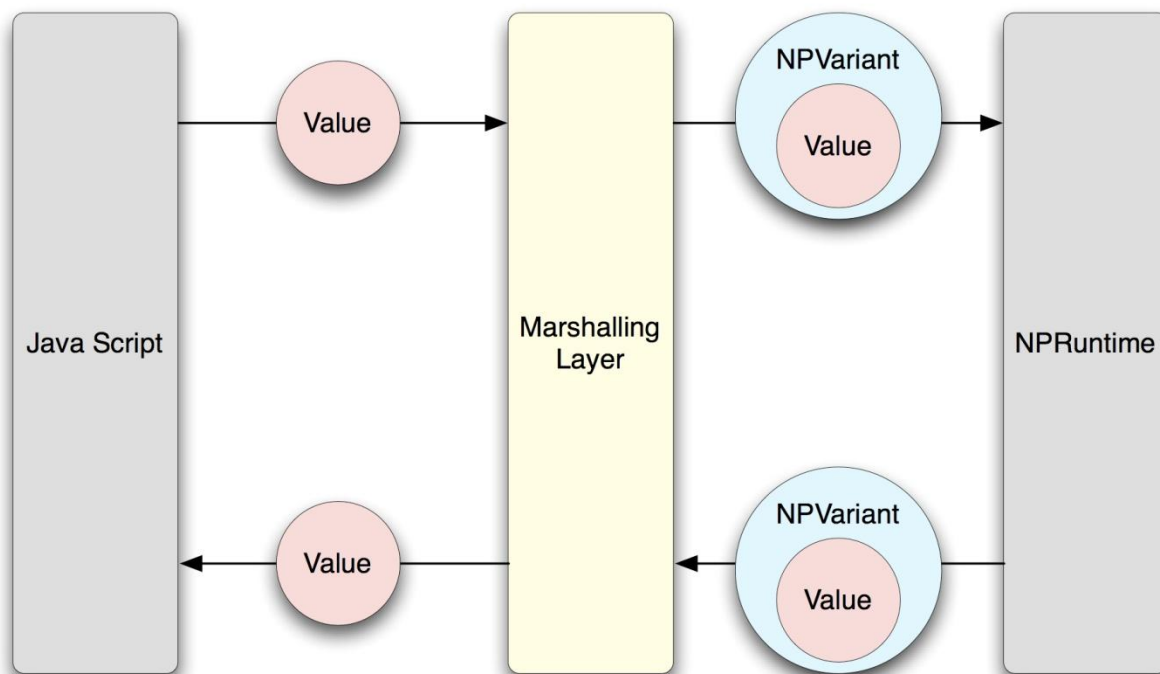 NPVariant
Value
Value
Java Script
Marshalling
Layer
NPRuntime
NPVariant
Value
Value